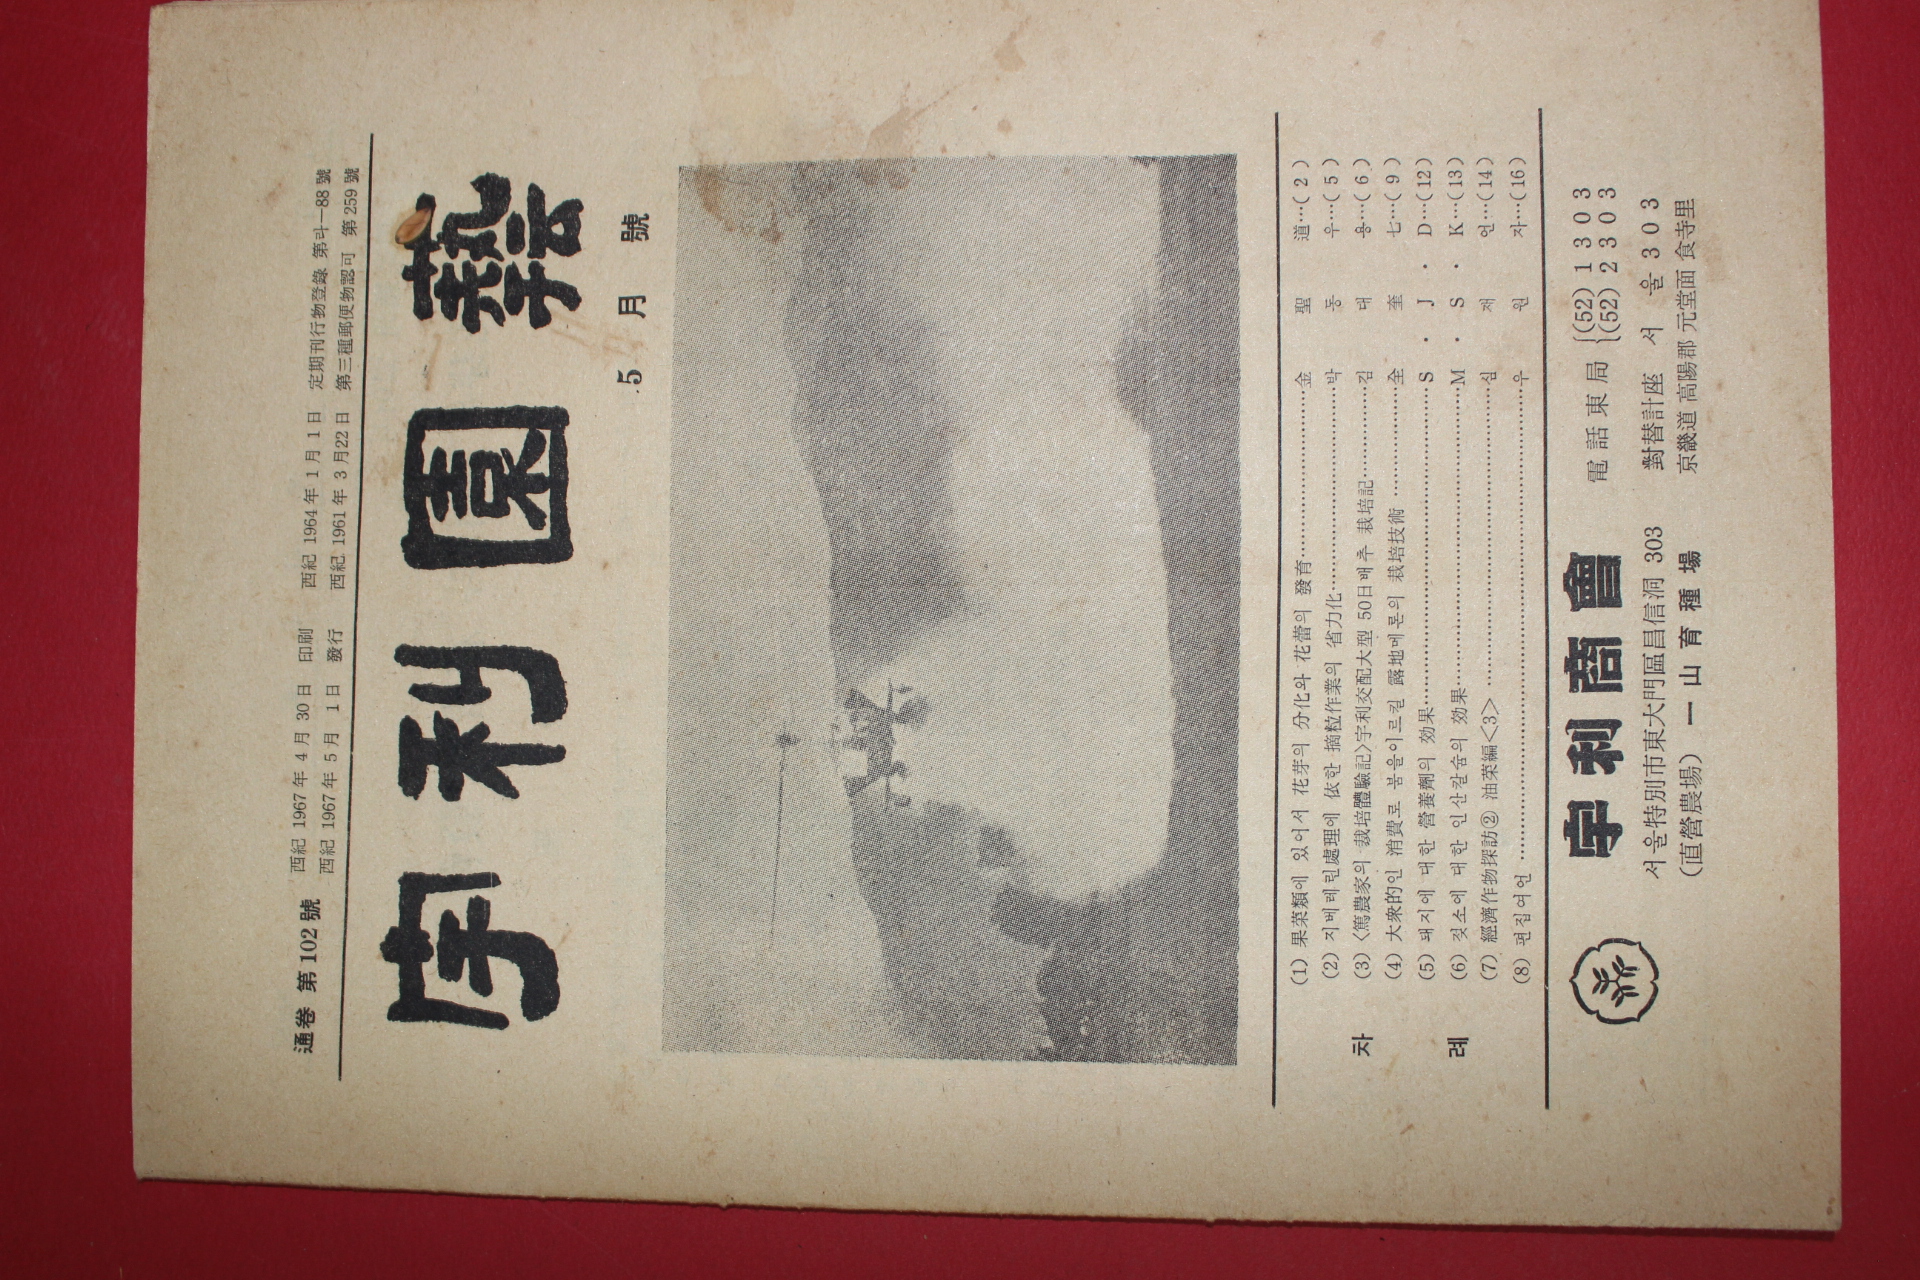 通卷 第102號
西紀 1967年 4月 30日 印刷 西紀 1964年 1月 1日 定期刊行物登錄 第라—88號
西紀 1967年 5月 1日 發行 西紀 1961年 3月22日 第三種郵便物認可 第259號
宇利園藝
5月號
차례
(1) 果菜類에 있어서 花芽의 分化와 花蕾의 發育…………金聖道…( 2 )
(2) 지베레린處理에 依한 摘粒作業의 省力化…………박동우…( 5 )
(3) 〈篤農家의 栽培體驗記〉宇利交配大型 50日배추 栽培記…………김대용…( 6 )
(4) 大衆的인 消費로 붐을이르킬 露地메론의 栽培技術…………全奎七…( 9 )
(5) 돼지에 대한 營養劑의 効果…………S・J・D…(12)
(6) 젖소에 대한 인산칼슘의 効果…………M・S・K…(13)
(7) 經濟作物探訪② 油菜編<3>…………심재언…(14)
(8) 편집여언…………우원자…(16)
宇利商會
電話東局 {(52) 1303
{(52) 2303
서울特別市東大門區昌信洞 303 對替計座 서울 3 0 3
(直營農場) 一山育種場 京畿道 高陽郡 元堂面 食寺里